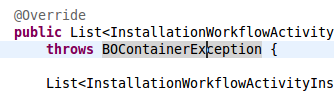 @Override
public List<InstallationWorkflowActivity
throws BOContainerException {
List<InstallationWorkflowActivityIns